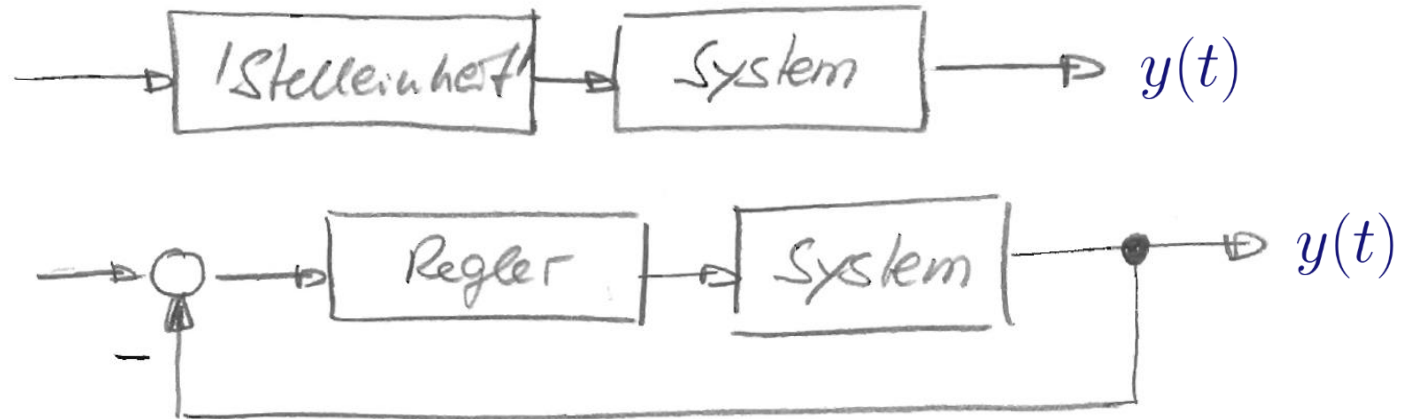 'Stelleinheit' System y(t)
Regler System y(t)
−